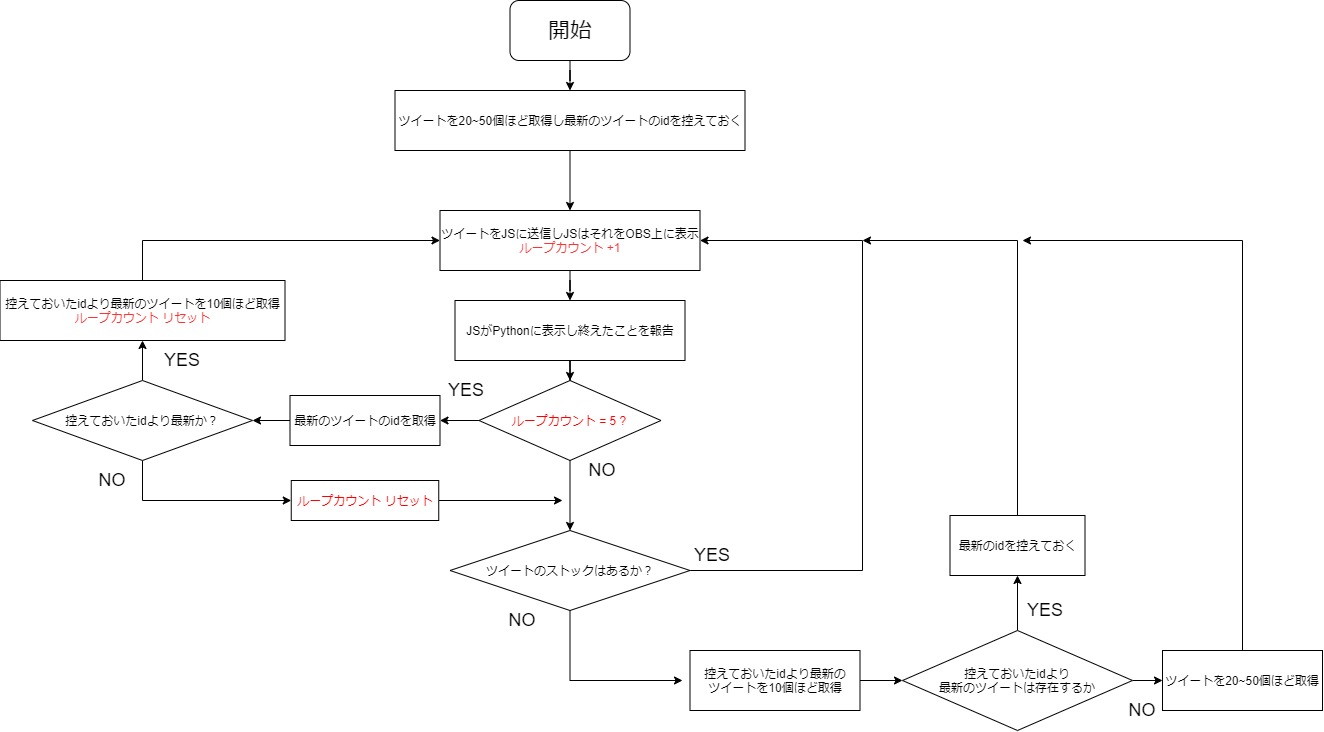 開始
ツイートを20~50個ほど取得し最新のツイートのidを控えておく
ツイートをJSに送信しJSはそれをOBS上に表示
ループカウント +1
控えておいたidより最新のツイートを10個ほど取得
ループカウント リセット
JSがPythonに表示し終えたことを報告
YES
YES
控えておいたidより最新か？
最新のツイートのidを取得
ループカウント = 5 ?
NO
NO
ループカウント リセット
ツイートのストックはあるか？
YES
最新のidを控えておく
NO
YES
控えておいたidより最新の
ツイートを10個ほど取得
控えておいたidより
最新のツイートは存在するか
ツイートを20~50個ほど取得
NO